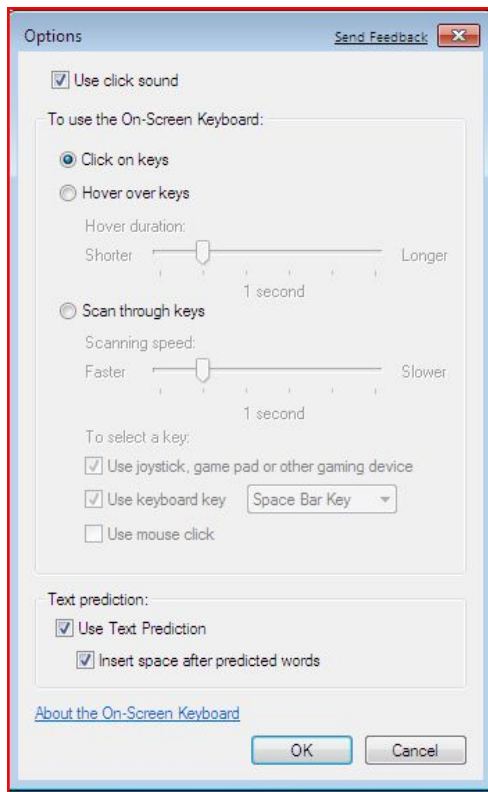 Options
Send Feedback
Use click sound
To use the On-Screen Keyboard:
Click on keys
Hover over keys
Hover duration:
Shorter Longer
1 second
Scan through keys
Scanning speed:
Faster Slower
1 second
To select a key:
Use joystick, game pad or other gaming device
Use keyboard key Space Bar Key
Use mouse click
Text prediction:
Use Text Prediction
Insert space after predicted words
About the On-Screen Keyboard
OK Cancel